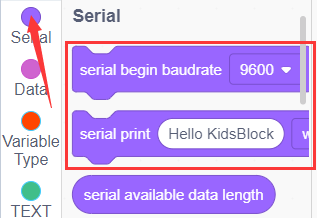 Serial
Data
Variable
Type
TEXT
Serial
serial begin baudrate 9600
serial print Hello KidsBlock
serial available data length